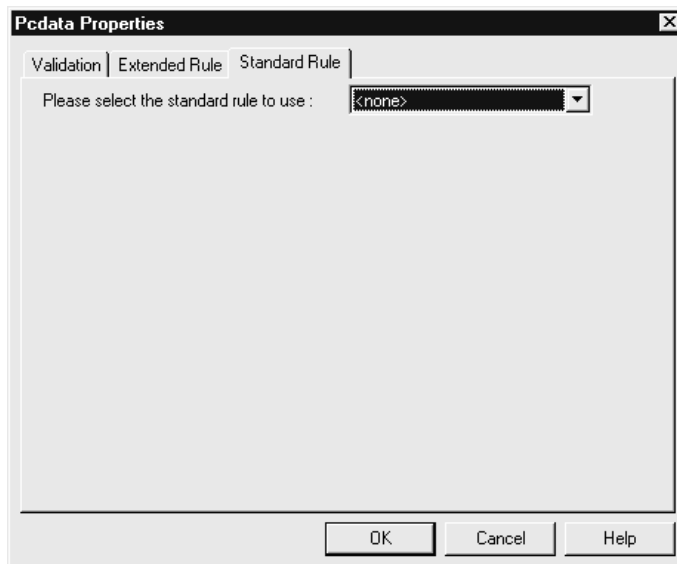 Pcdata Properties
Validation Extended Rule Standard Rule
Please select the standard rule to use : <none>
OK Cancel Help